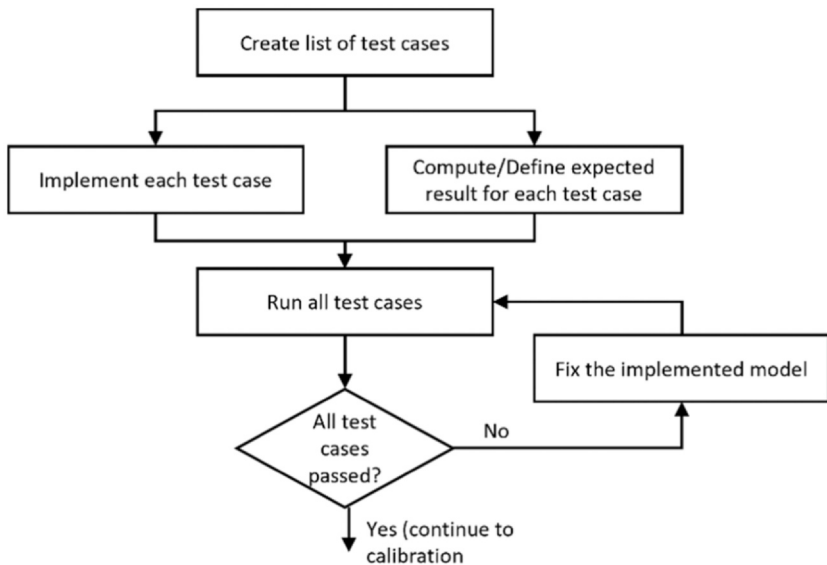 Create list of test cases
Implement each test case
Compute/Define expected
result for each test case
Run all test cases
Fix the implemented model
All test
cases
passed?
No
Yes (continue to
calibration